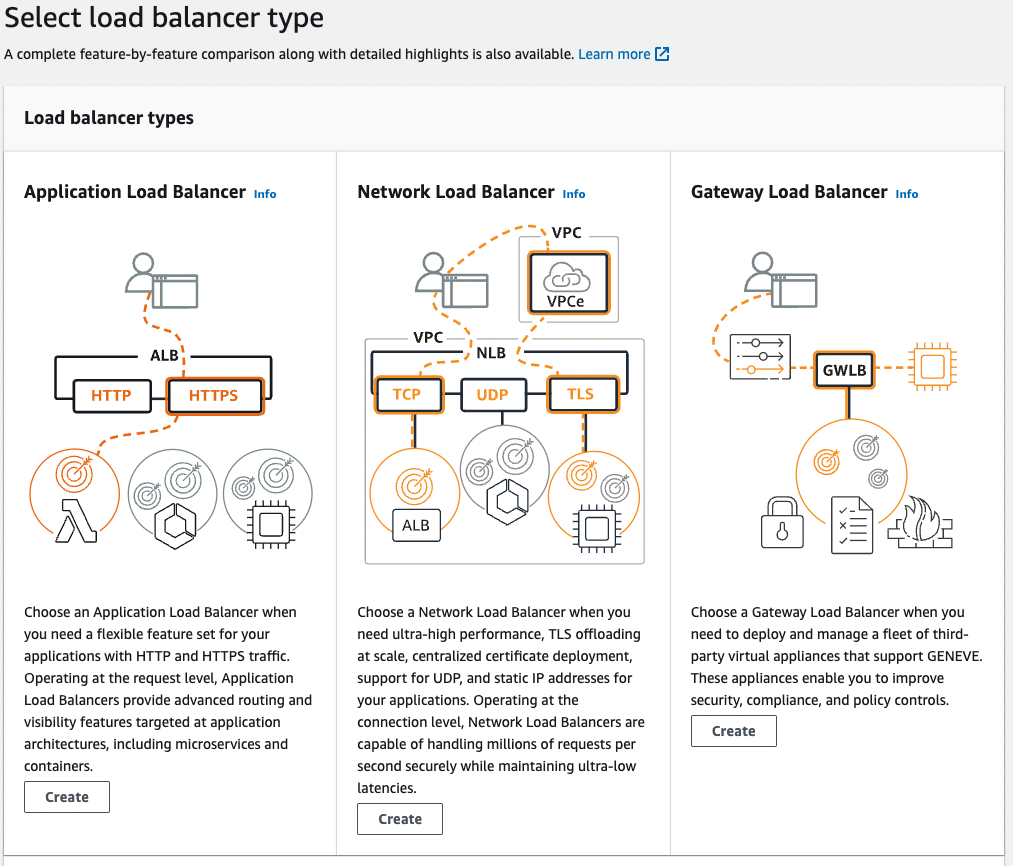 Select load balancer type
A complete feature-by-feature comparison along with detailed highlights is also available. Learn more
Load balancer types
Application Load Balancer Info
ALB
HTTP
HTTPS
Choose an Application Load Balancer when
you need a flexible feature set for your
applications with HTTP and HTTPS traffic.
Operating at the request level, Application
Load Balancers provide advanced routing and
visibility features targeted at application
architectures, including microservices and
containers.
Create
Network Load Balancer Info
VPC
VPCe
VPC
NLB
TCP
UDP
TLS
ALB
Choose a Network Load Balancer when you
need ultra-high performance, TLS offloading
at scale, centralized certificate deployment,
support for UDP, and static IP addresses for
your applications. Operating at the
connection level, Network Load Balancers are
capable of handling millions of requests per
second securely while maintaining ultra-low
latencies.
Create
Gateway Load Balancer Info
GWLB
Choose a Gateway Load Balancer when you
need to deploy and manage a fleet of third-
party virtual appliances that support GENEVE.
These appliances enable you to improve
security, compliance, and policy controls.
Create